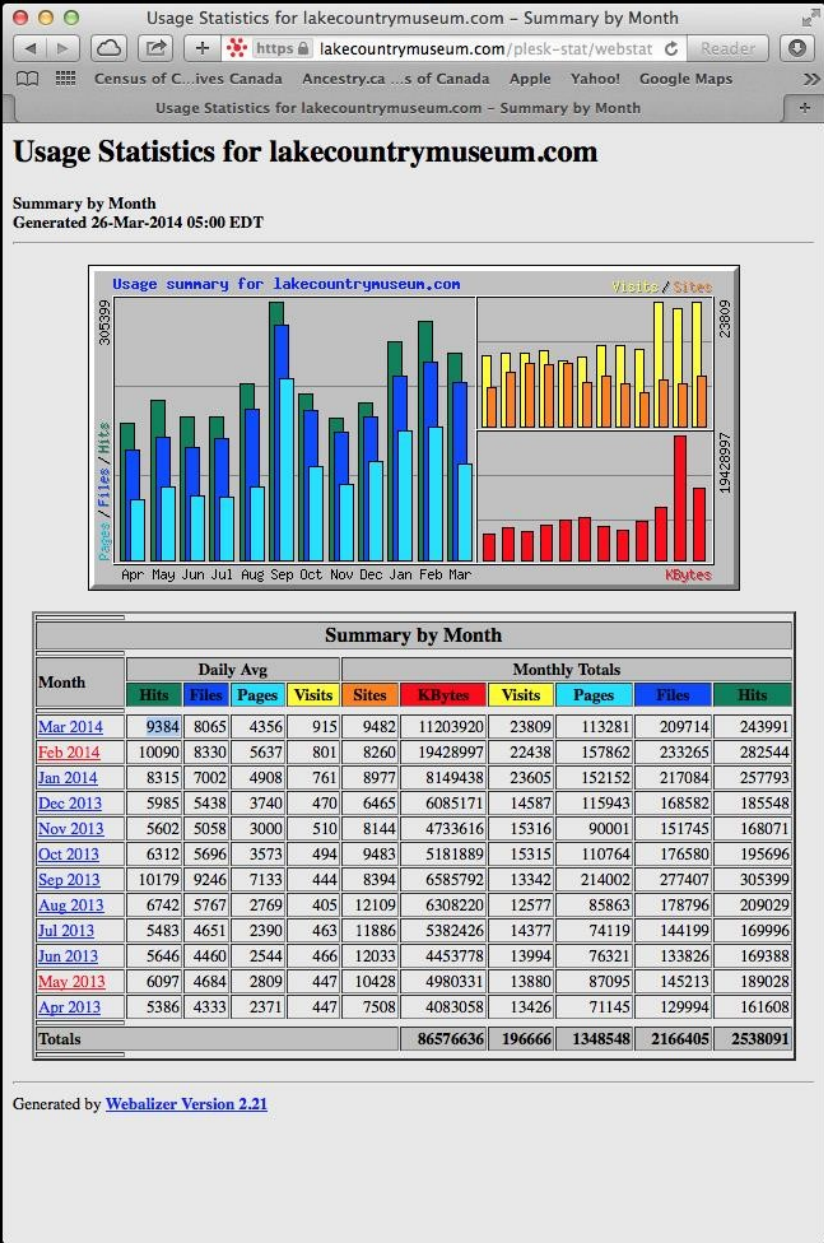 Usage Statistics for lakecountrymuseum.com – Summary by Month
https lakecountrymuseum.com/plesk-stat/webstat Reader
Census of C...ives Canada Ancestry.ca ...s of Canada Apple Yahoo! Google Maps
Usage Statistics for lakecountrymuseum.com – Summary by Month
Usage Statistics for lakecountrymuseum.com
Summary by Month
Generated 26-Mar-2014 05:00 EDT
Usage summary for lakecountrymuseum.com
Visits / Sites
305399
23809
Pages / Files / Hits
19428997
Apr May Jun Jul Aug Sep Oct Nov Dec Jan Feb Mar
KBytes
Summary by Month
Month Daily Avg Monthly Totals
Hits Files Pages Visits Sites KBytes Visits Pages Files Hits
Mar 2014 9384 8065 4356 915 9482 11203920 23809 113281 209714 243991
Feb 2014 10090 8330 5637 801 8260 19428997 22438 157862 233265 282544
Jan 2014 8315 7002 4908 761 8977 8149438 23605 152152 217084 257793
Dec 2013 5985 5438 3740 470 6465 6085171 14587 115943 168582 185548
Nov 2013 5602 5058 3000 510 8144 4733616 15316 90001 151745 168071
Oct 2013 6312 5696 3573 494 9483 5181889 15315 110764 176580 195696
Sep 2013 10179 9246 7133 444 8394 6585792 13342 214002 277407 305399
Aug 2013 6742 5767 2769 405 12109 6308220 12577 85863 178796 209029
Jul 2013 5483 4651 2390 463 11886 5382426 14377 74119 144199 169996
Jun 2013 5646 4460 2544 466 12033 4453778 13994 76321 133826 169388
May 2013 6097 4684 2809 447 10428 4980331 13880 87095 145213 189028
Apr 2013 5386 4333 2371 447 7508 4083058 13426 71145 129994 161608
Totals 86576636 196666 1348548 2166405 2538091
Generated by Webalizer Version 2.21